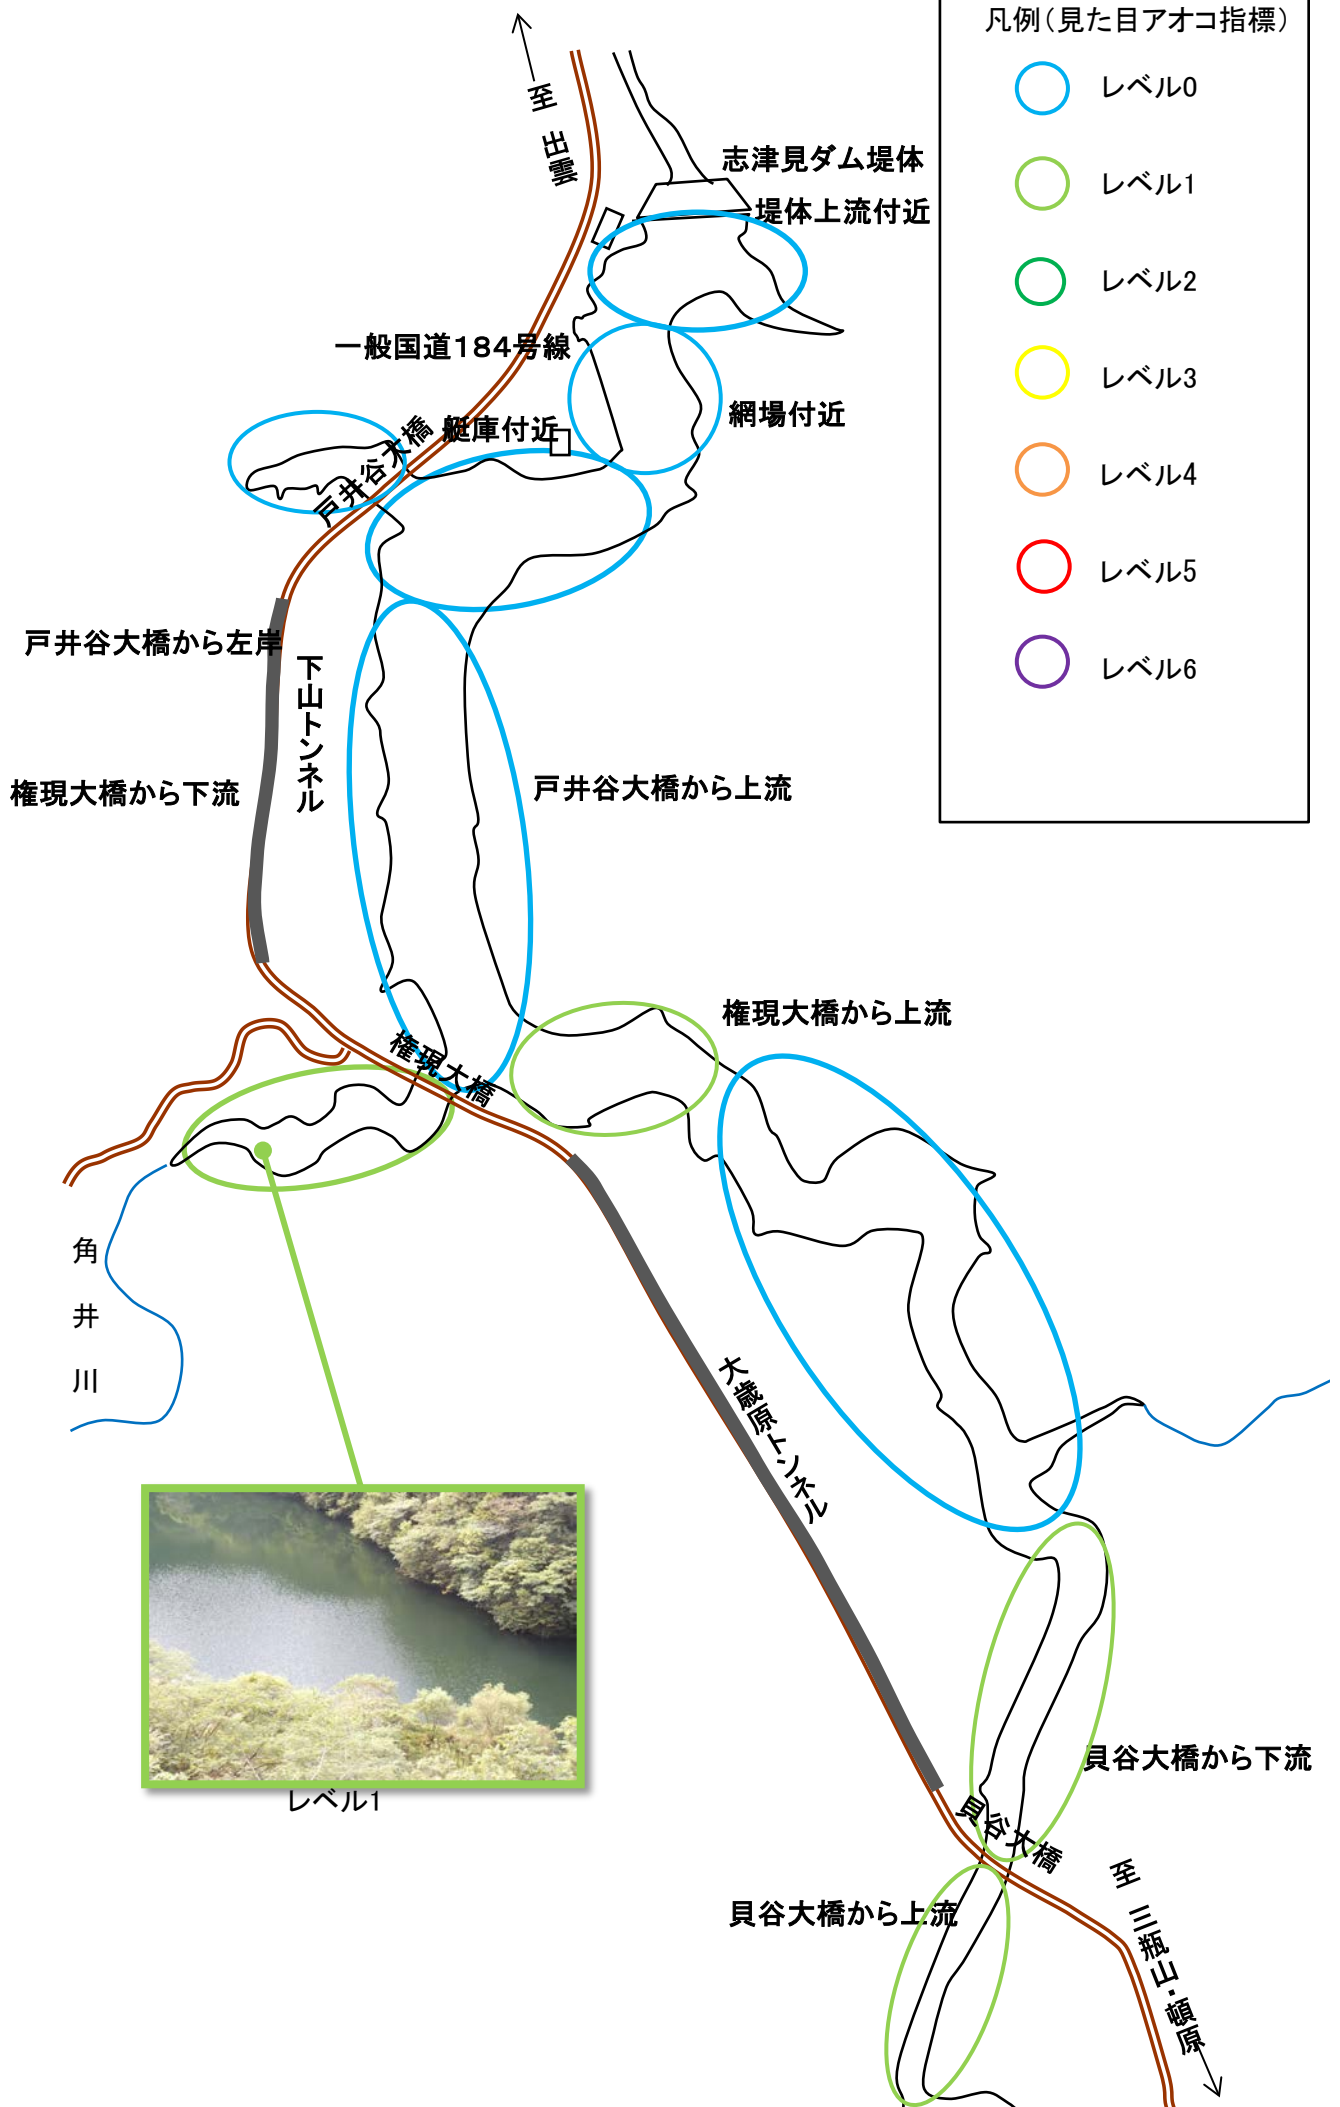 凡例（見た目アオコ指標）
レベル0
レベル1
レベル2
レベル3
レベル4
レベル5
レベル6
至 出雲
志津見ダム堤体
堤体上流付近
一般国道184号線
網場付近
艇庫付近
戸井谷大橋
戸井谷大橋から左岸
下山トンネル
権現大橋から下流
戸井谷大橋から上流
権現大橋から上流
権現大橋
角井川
大歳原トンネル
レベル1
貝谷大橋から下流
貝谷大橋
貝谷大橋から上流
至 三瓶山・頓原